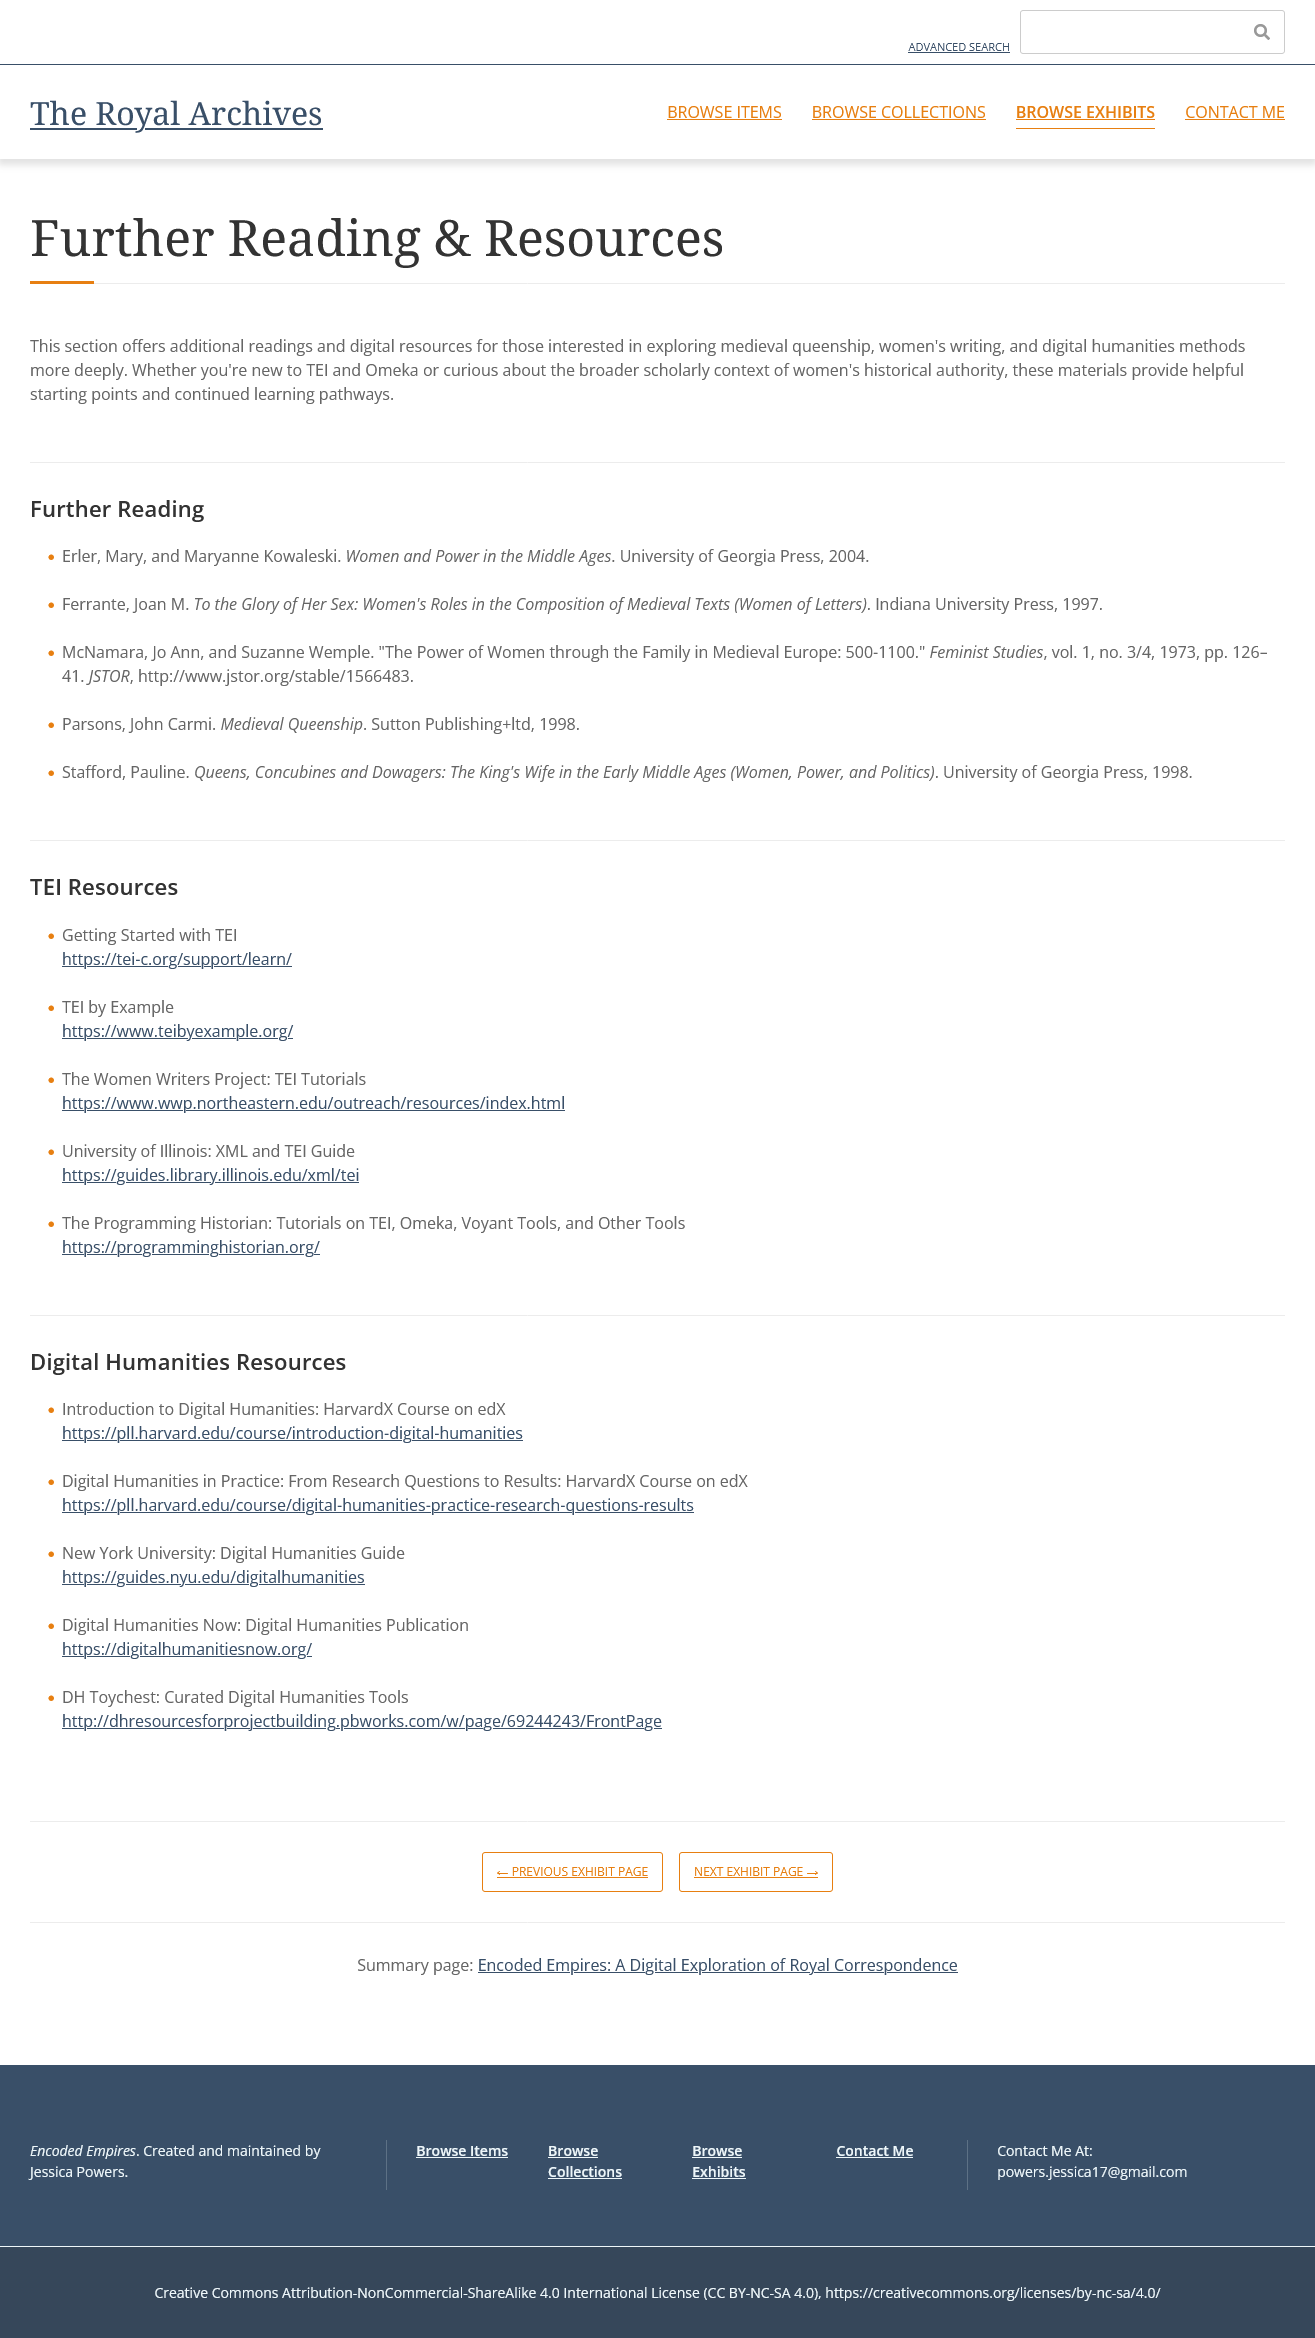 ADVANCED SEARCH
The Royal Archives
BROWSE ITEMS
BROWSE COLLECTIONS
BROWSE EXHIBITS
CONTACT ME
Further Reading & Resources
This section offers additional readings and digital resources for those interested in exploring medieval queenship, women's writing, and digital humanities methods
more deeply. Whether you're new to TEI and Omeka or curious about the broader scholarly context of women's historical authority, these materials provide helpful
starting points and continued learning pathways.
Further Reading
Erler, Mary, and Maryanne Kowaleski. Women and Power in the Middle Ages. University of Georgia Press, 2004.
Ferrante, Joan M. To the Glory of Her Sex: Women's Roles in the Composition of Medieval Texts (Women of Letters). Indiana University Press, 1997.
McNamara, Jo Ann, and Suzanne Wemple. "The Power of Women through the Family in Medieval Europe: 500-1100." Feminist Studies, vol. 1, no. 3/4, 1973, pp. 126–
41. JSTOR, http://www.jstor.org/stable/1566483.
Parsons, John Carmi. Medieval Queenship. Sutton Publishing+ltd, 1998.
Stafford, Pauline. Queens, Concubines and Dowagers: The King's Wife in the Early Middle Ages (Women, Power, and Politics). University of Georgia Press, 1998.
TEI Resources
Getting Started with TEI
https://tei-c.org/support/learn/
TEI by Example
https://www.teibyexample.org/
The Women Writers Project: TEI Tutorials
https://www.wwp.northeastern.edu/outreach/resources/index.html
University of Illinois: XML and TEI Guide
https://guides.library.illinois.edu/xml/tei
The Programming Historian: Tutorials on TEI, Omeka, Voyant Tools, and Other Tools
https://programminghistorian.org/
Digital Humanities Resources
Introduction to Digital Humanities: HarvardX Course on edX
https://pll.harvard.edu/course/introduction-digital-humanities
Digital Humanities in Practice: From Research Questions to Results: HarvardX Course on edX
https://pll.harvard.edu/course/digital-humanities-practice-research-questions-results
New York University: Digital Humanities Guide
https://guides.nyu.edu/digitalhumanities
Digital Humanities Now: Digital Humanities Publication
https://digitalhumanitiesnow.org/
DH Toychest: Curated Digital Humanities Tools
http://dhresourcesforprojectbuilding.pbworks.com/w/page/69244243/FrontPage
← PREVIOUS EXHIBIT PAGE
NEXT EXHIBIT PAGE →
Summary page: Encoded Empires: A Digital Exploration of Royal Correspondence
Encoded Empires. Created and maintained by
Jessica Powers.
Browse Items
Browse
Collections
Browse
Exhibits
Contact Me
Contact Me At:
powers.jessica17@gmail.com
Creative Commons Attribution-NonCommercial-ShareAlike 4.0 International License (CC BY-NC-SA 4.0), https://creativecommons.org/licenses/by-nc-sa/4.0/